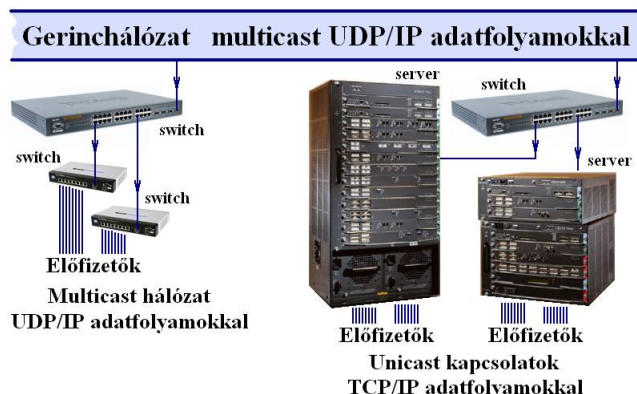 Gerinchálózat multicast UDP/IP adatfolyamokkal
server
switch
switch
switch
server
switch
Előfizetők
Multicast hálózat
UDP/IP adatfolyamokkal
Előfizetők
Előfizetők
Unicast kapcsolatok
TCP/IP adatfolyamokkal